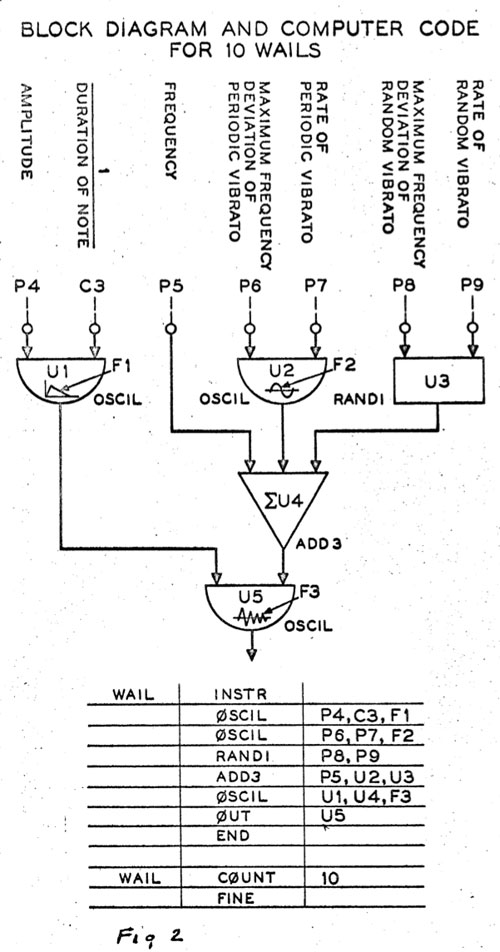 BLOCK DIAGRAM AND COMPUTER CODE
FOR 10 WAILS
AMPLITUDE
1
DURATION OF NOTE
FREQUENCY
MAXIMUM FREQUENCY
DEVIATION OF
PERIODIC VIBRATO
RATE OF
PERIODIC VIBRATO
MAXIMUM FREQUENCY
DEVIATION OF
RANDOM VIBRATO
RATE OF
RANDOM VIBRATO
P4 C3 P5 P6 P7 P8 P9
U1 F1 U2 F2 U3
OSCIL OSCIL RANDI
ΣU4
ADD3
U5 F3
OSCIL
WAIL INSTR
ØSCIL P4,C3,F1
ØSCIL P6,P7,F2
RANDI P8,P9
ADD3 P5,U2,U3
ØSCIL U1,U4,F3
ØUT U5
END
WAIL CØUNT 10
FINE
Fig 2